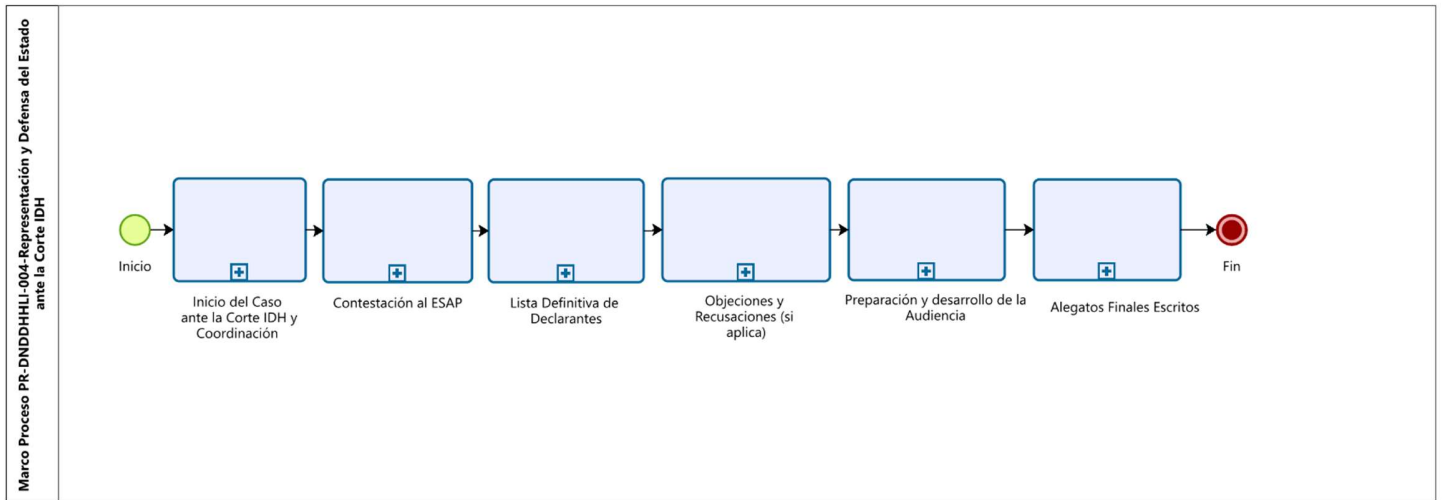 Marco Proceso PR-DNDDHHLI-004-Representación y Defensa del Estado
ante la Corte IDH
Inicio
Inicio del Caso
ante la Corte IDH y
Coordinación
Contestación al ESAP
Lista Definitiva de
Declarantes
Objeciones y
Recusaciones (si
aplica)
Preparación y desarrollo de la
Audiencia
Alegatos Finales Escritos
Fin